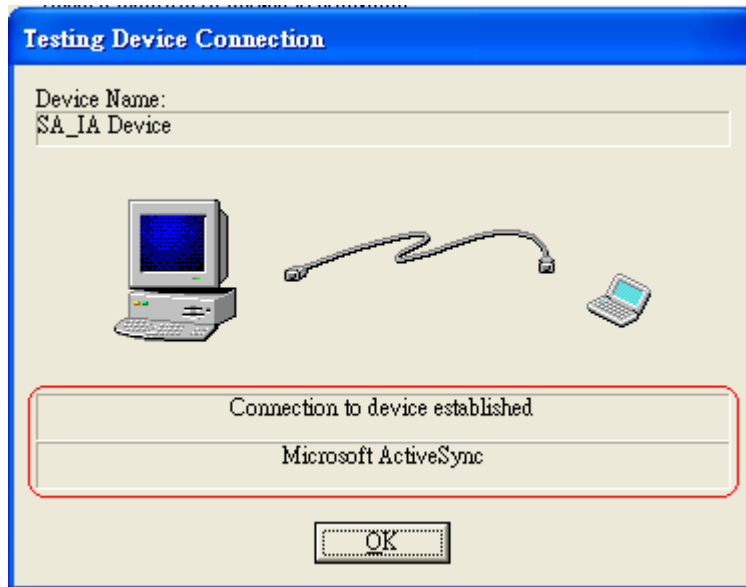 Testing Device Connection
Device Name:
SA_IA Device
Connection to device established
Microsoft ActiveSync
OK